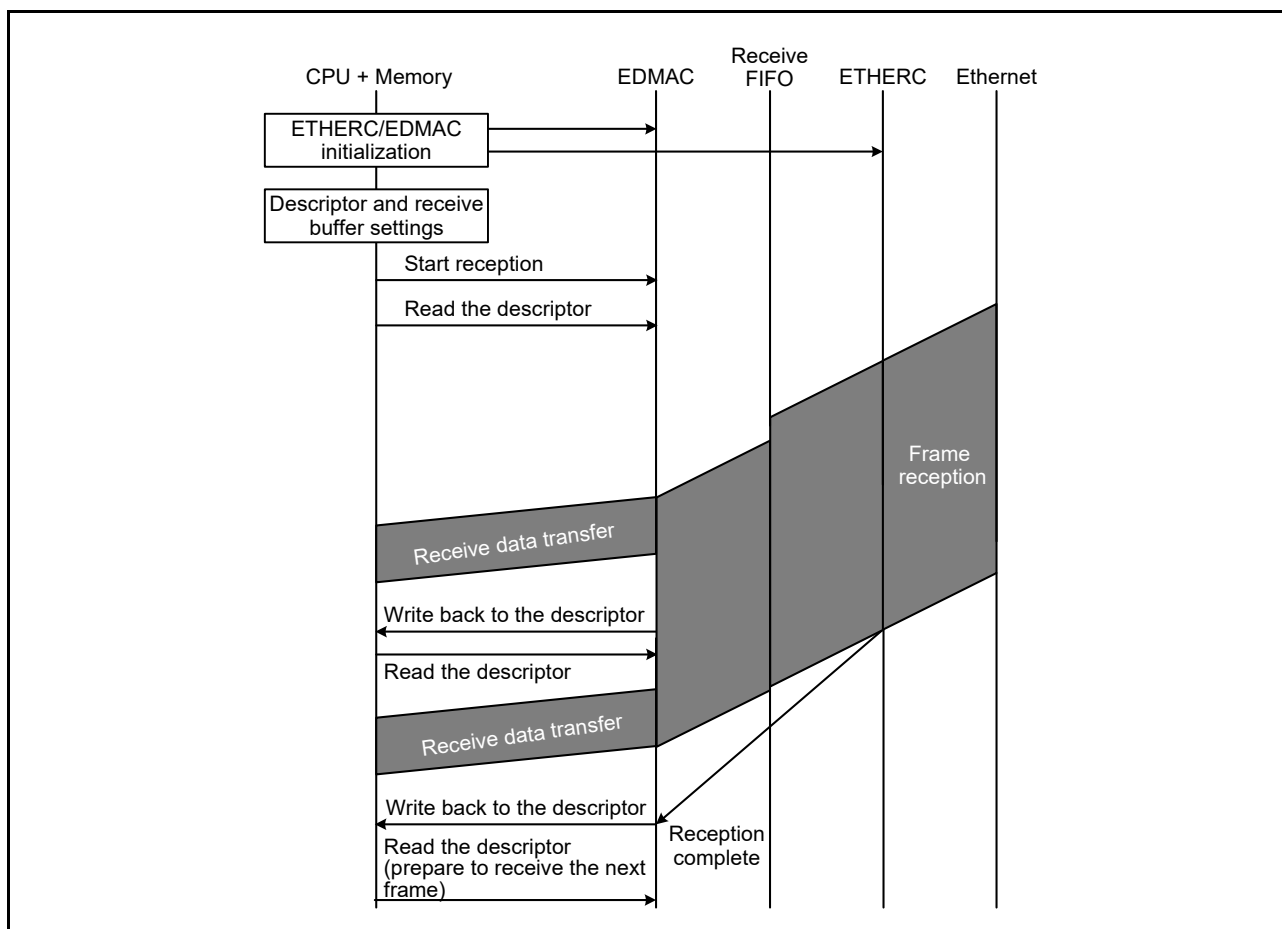 CPU + Memory
EDMAC
Receive
FIFO
ETHERC
Ethernet
ETHERC/EDMAC
initialization
Descriptor and receive
buffer settings
Start reception
Read the descriptor
Frame
reception
Receive data transfer
Write back to the descriptor
Read the descriptor
Receive data transfer
Write back to the descriptor
Reception
complete
Read the descriptor
(prepare to receive the next
frame)